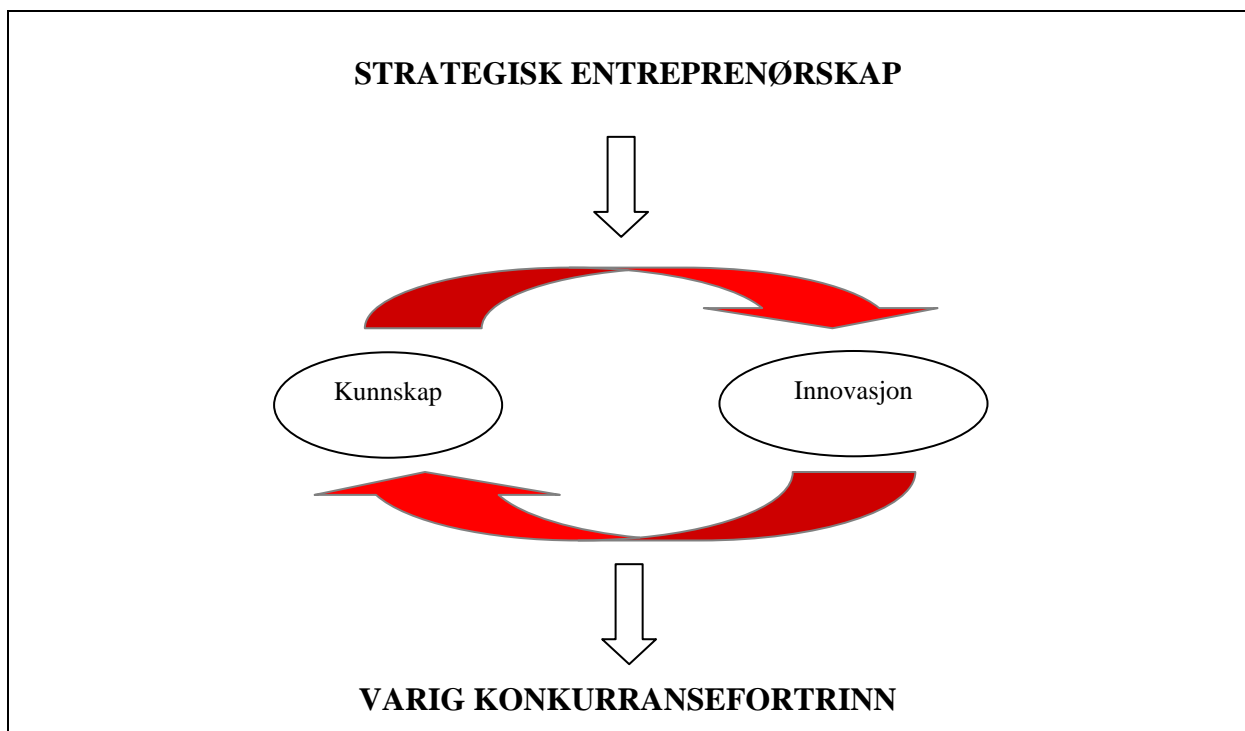 STRATEGISK ENTREPRENØRSKAP
Kunnskap
Innovasjon
VARIG KONKURRANSEFORTRINN